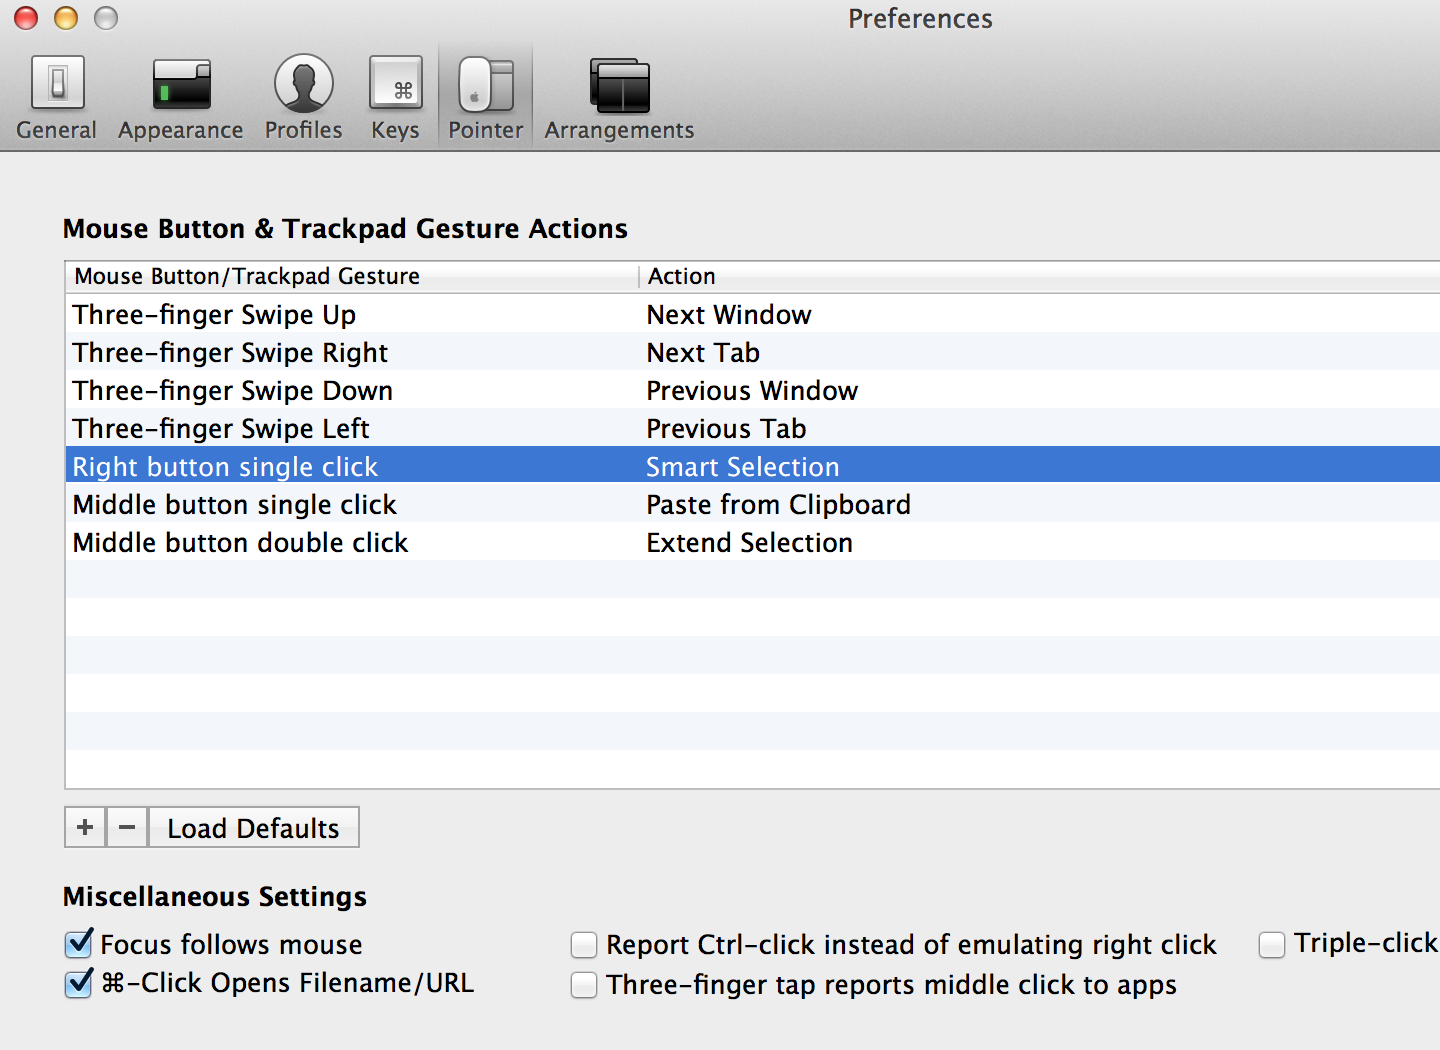 Preferences
General Appearance Profiles Keys Pointer Arrangements
Mouse Button & Trackpad Gesture Actions
Mouse Button/Trackpad Gesture Action
Three-finger Swipe Up Next Window
Three-finger Swipe Right Next Tab
Three-finger Swipe Down Previous Window
Three-finger Swipe Left Previous Tab
Right button single click Smart Selection
Middle button single click Paste from Clipboard
Middle button double click Extend Selection
+ − Load Defaults
Miscellaneous Settings
Focus follows mouse Report Ctrl-click instead of emulating right click Triple-click
⌘-Click Opens Filename/URL Three-finger tap reports middle click to apps